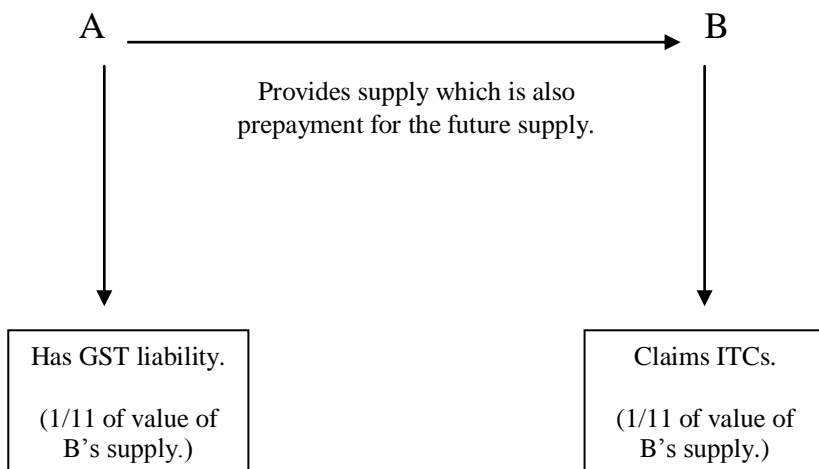 A
B
Provides supply which is also
prepayment for the future supply.
Has GST liability.
(1/11 of value of
B’s supply.)
Claims ITCs.
(1/11 of value of
B’s supply.)